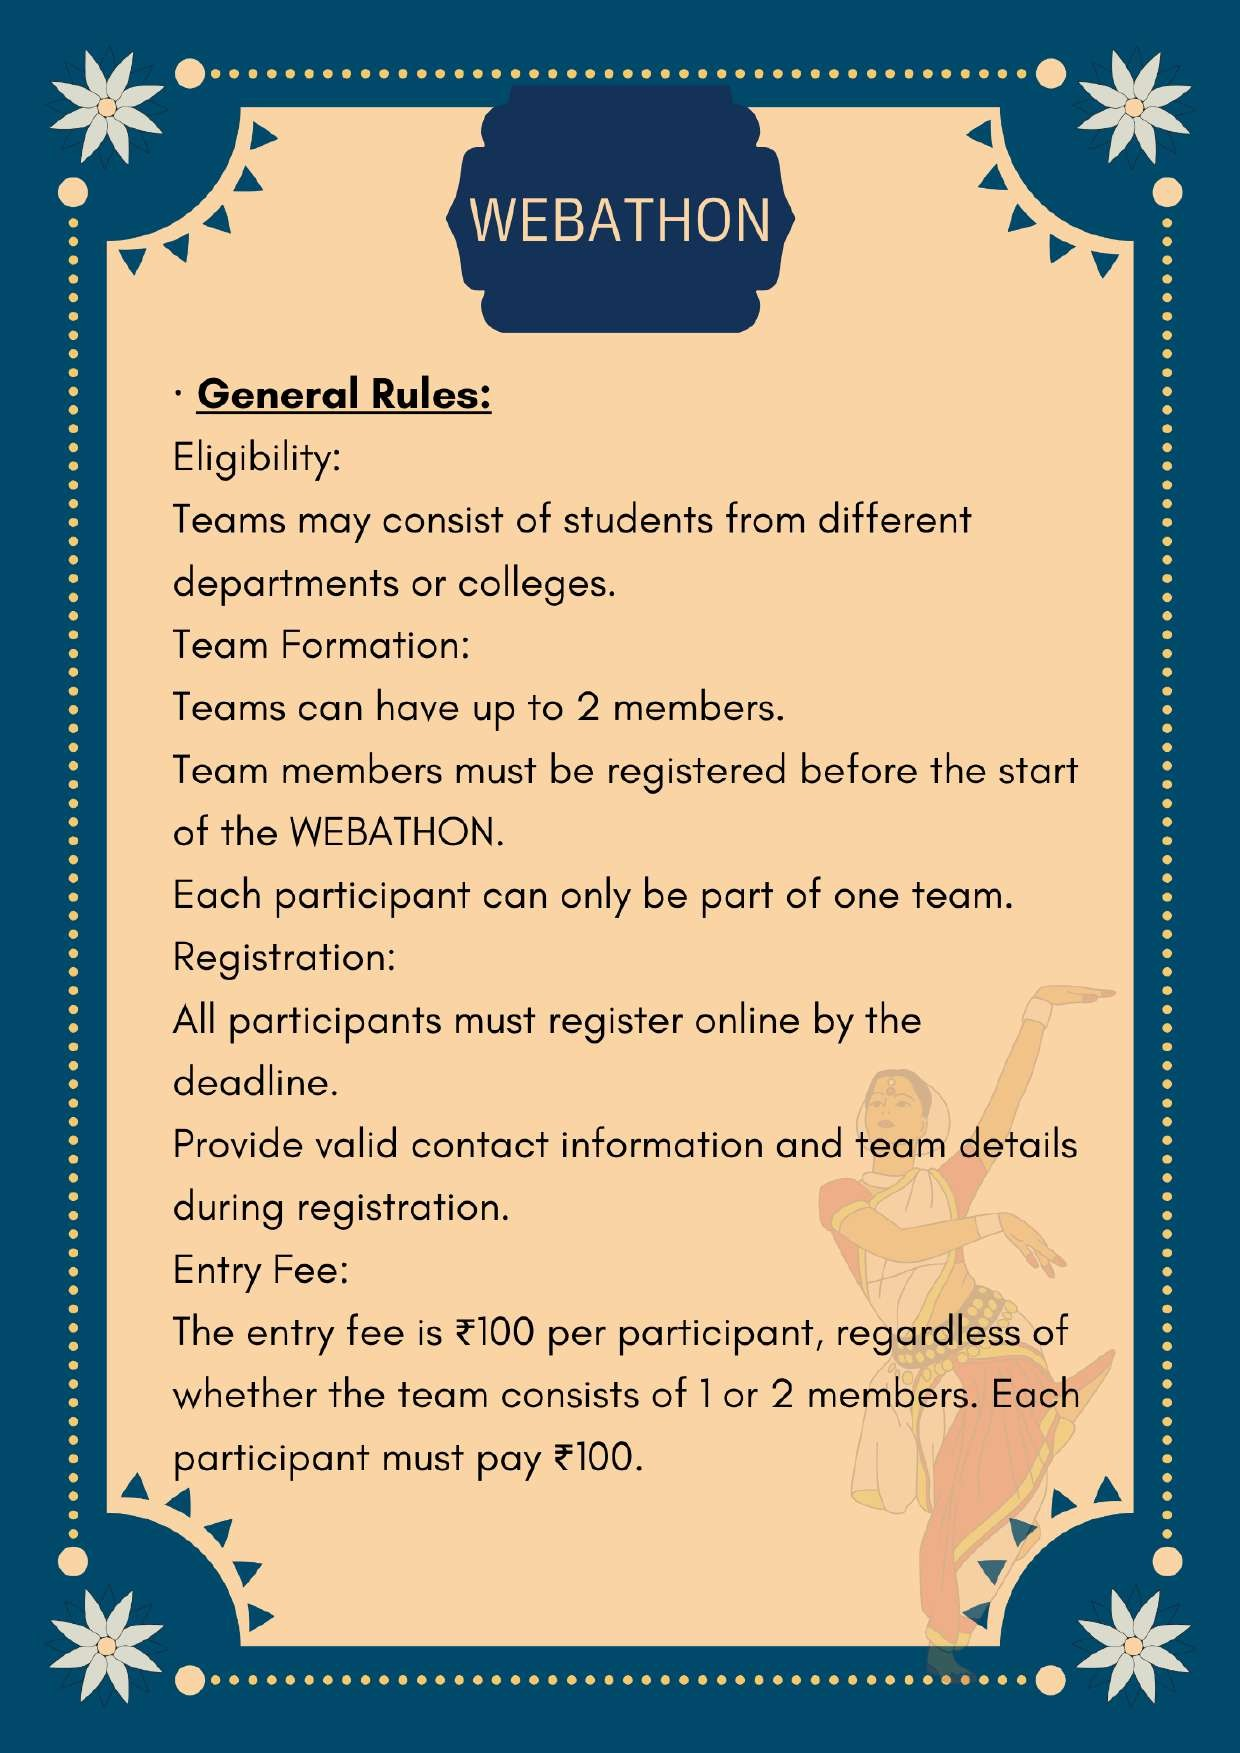 WEBATHON
· General Rules:
Eligibility:
Teams may consist of students from different
departments or colleges.
Team Formation:
Teams can have up to 2 members.
Team members must be registered before the start
of the WEBATHON.
Each participant can only be part of one team.
Registration:
All participants must register online by the
deadline.
Provide valid contact information and team details
during registration.
Entry Fee:
The entry fee is ₹100 per participant, regardless of
whether the team consists of 1 or 2 members. Each
participant must pay ₹100.